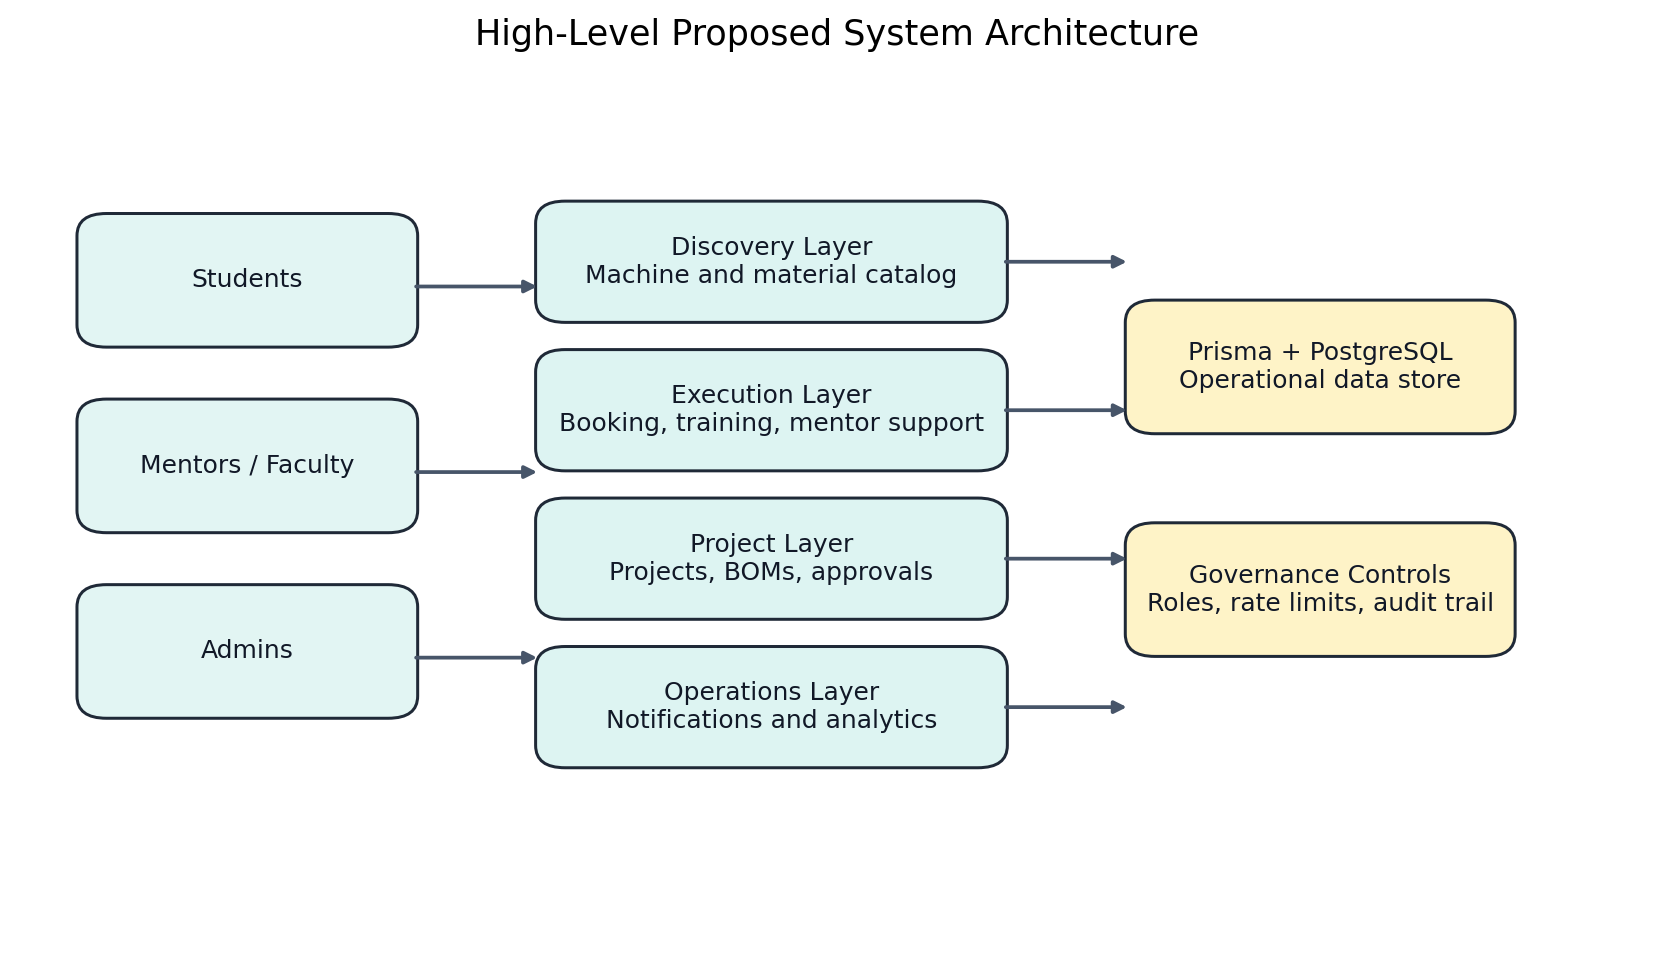 High-Level Proposed System Architecture
Students
Mentors / Faculty
Admins
Discovery Layer
Machine and material catalog
Execution Layer
Booking, training, mentor support
Project Layer
Projects, BOMs, approvals
Operations Layer
Notifications and analytics
Prisma + PostgreSQL
Operational data store
Governance Controls
Roles, rate limits, audit trail